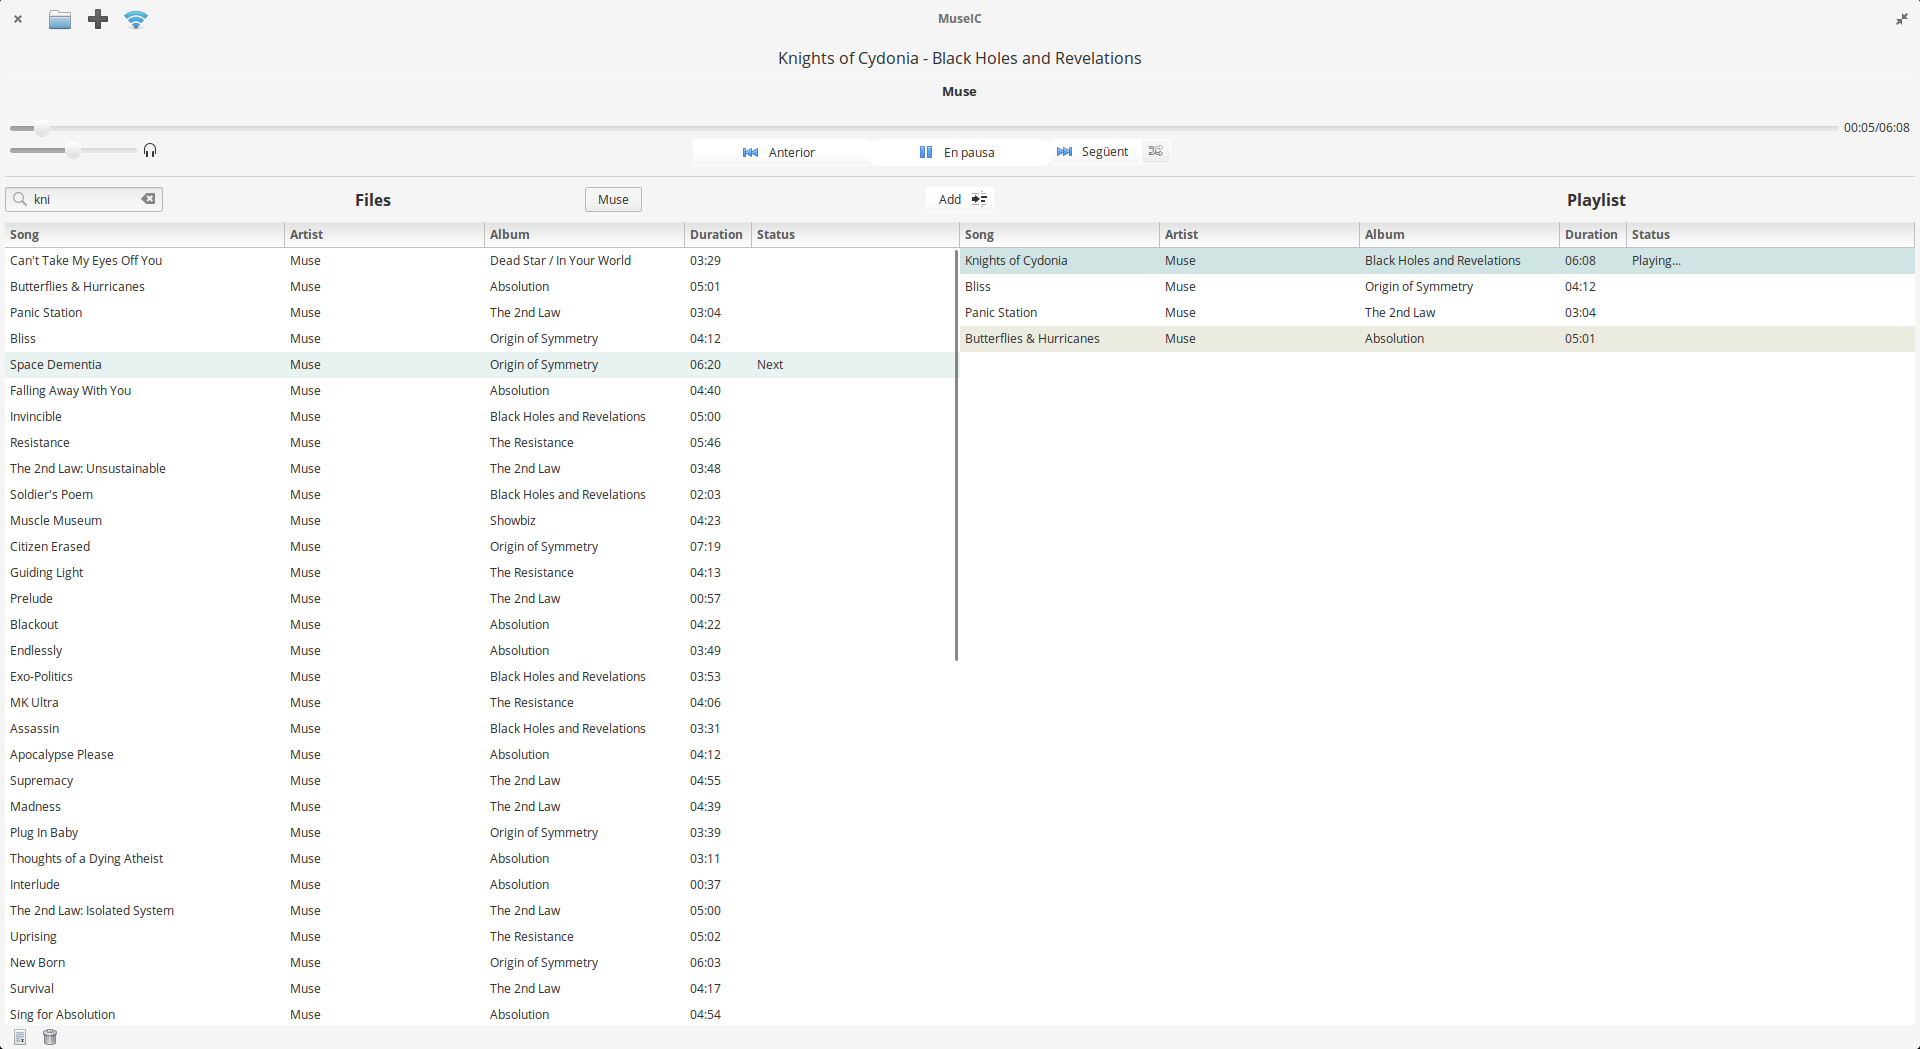 MuseIC
Knights of Cydonia - Black Holes and Revelations
Muse
00:05/06:08
Anterior En pausa Següent
kni Files Muse Add Playlist
Song Artist Album Duration Status
Can't Take My Eyes Off You Muse Dead Star / In Your World 03:29
Butterflies & Hurricanes Muse Absolution 05:01
Panic Station Muse The 2nd Law 03:04
Bliss Muse Origin of Symmetry 04:12
Space Dementia Muse Origin of Symmetry 06:20 Next
Falling Away With You Muse Absolution 04:40
Invincible Muse Black Holes and Revelations 05:00
Resistance Muse The Resistance 05:46
The 2nd Law: Unsustainable Muse The 2nd Law 03:48
Soldier's Poem Muse Black Holes and Revelations 02:03
Muscle Museum Muse Showbiz 04:23
Citizen Erased Muse Origin of Symmetry 07:19
Guiding Light Muse The Resistance 04:13
Prelude Muse The 2nd Law 00:57
Blackout Muse Absolution 04:22
Endlessly Muse Absolution 03:49
Exo-Politics Muse Black Holes and Revelations 03:53
MK Ultra Muse The Resistance 04:06
Assassin Muse Black Holes and Revelations 03:31
Apocalypse Please Muse Absolution 04:12
Supremacy Muse The 2nd Law 04:55
Madness Muse The 2nd Law 04:39
Plug In Baby Muse Origin of Symmetry 03:39
Thoughts of a Dying Atheist Muse Absolution 03:11
Interlude Muse Absolution 00:37
The 2nd Law: Isolated System Muse The 2nd Law 05:00
Uprising Muse The Resistance 05:02
New Born Muse Origin of Symmetry 06:03
Survival Muse The 2nd Law 04:17
Sing for Absolution Muse Absolution 04:54
Song Artist Album Duration Status
Knights of Cydonia Muse Black Holes and Revelations 06:08 Playing...
Bliss Muse Origin of Symmetry 04:12
Panic Station Muse The 2nd Law 03:04
Butterflies & Hurricanes Muse Absolution 05:01